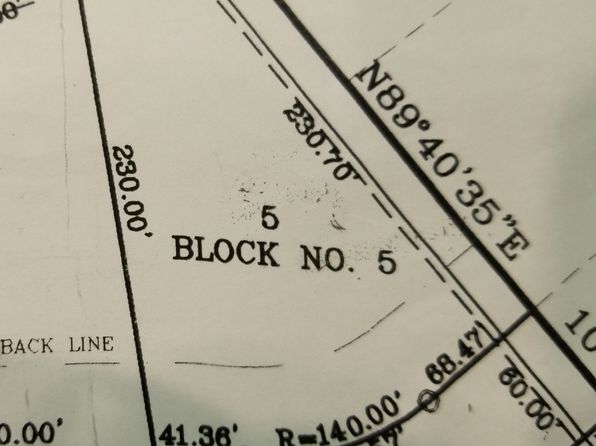 N89°40'35"E
230.70'
230.00'
5
BLOCK NO. 5
BACK LINE
68.47'
60.00'
10
0.00'
41.36'
R=140.00'